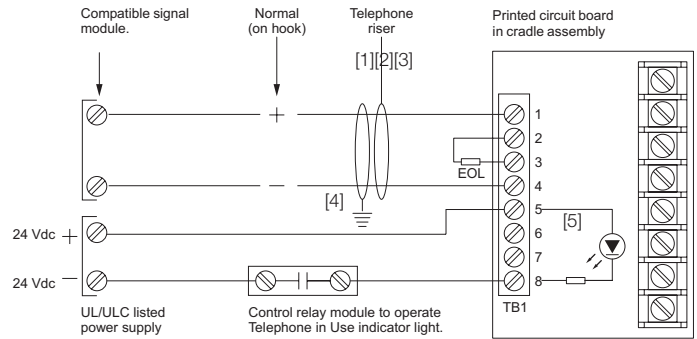 Compatible signal
module.
Normal
(on hook)
Telephone
riser
Printed circuit board
in cradle assembly
[1][2][3]
+
1
2
3
EOL
4
–
[4]
5
[5]
24 Vdc +
6
7
24 Vdc –
8
TB1
UL/ULC listed
power supply
Control relay module to operate
Telephone in Use indicator light.